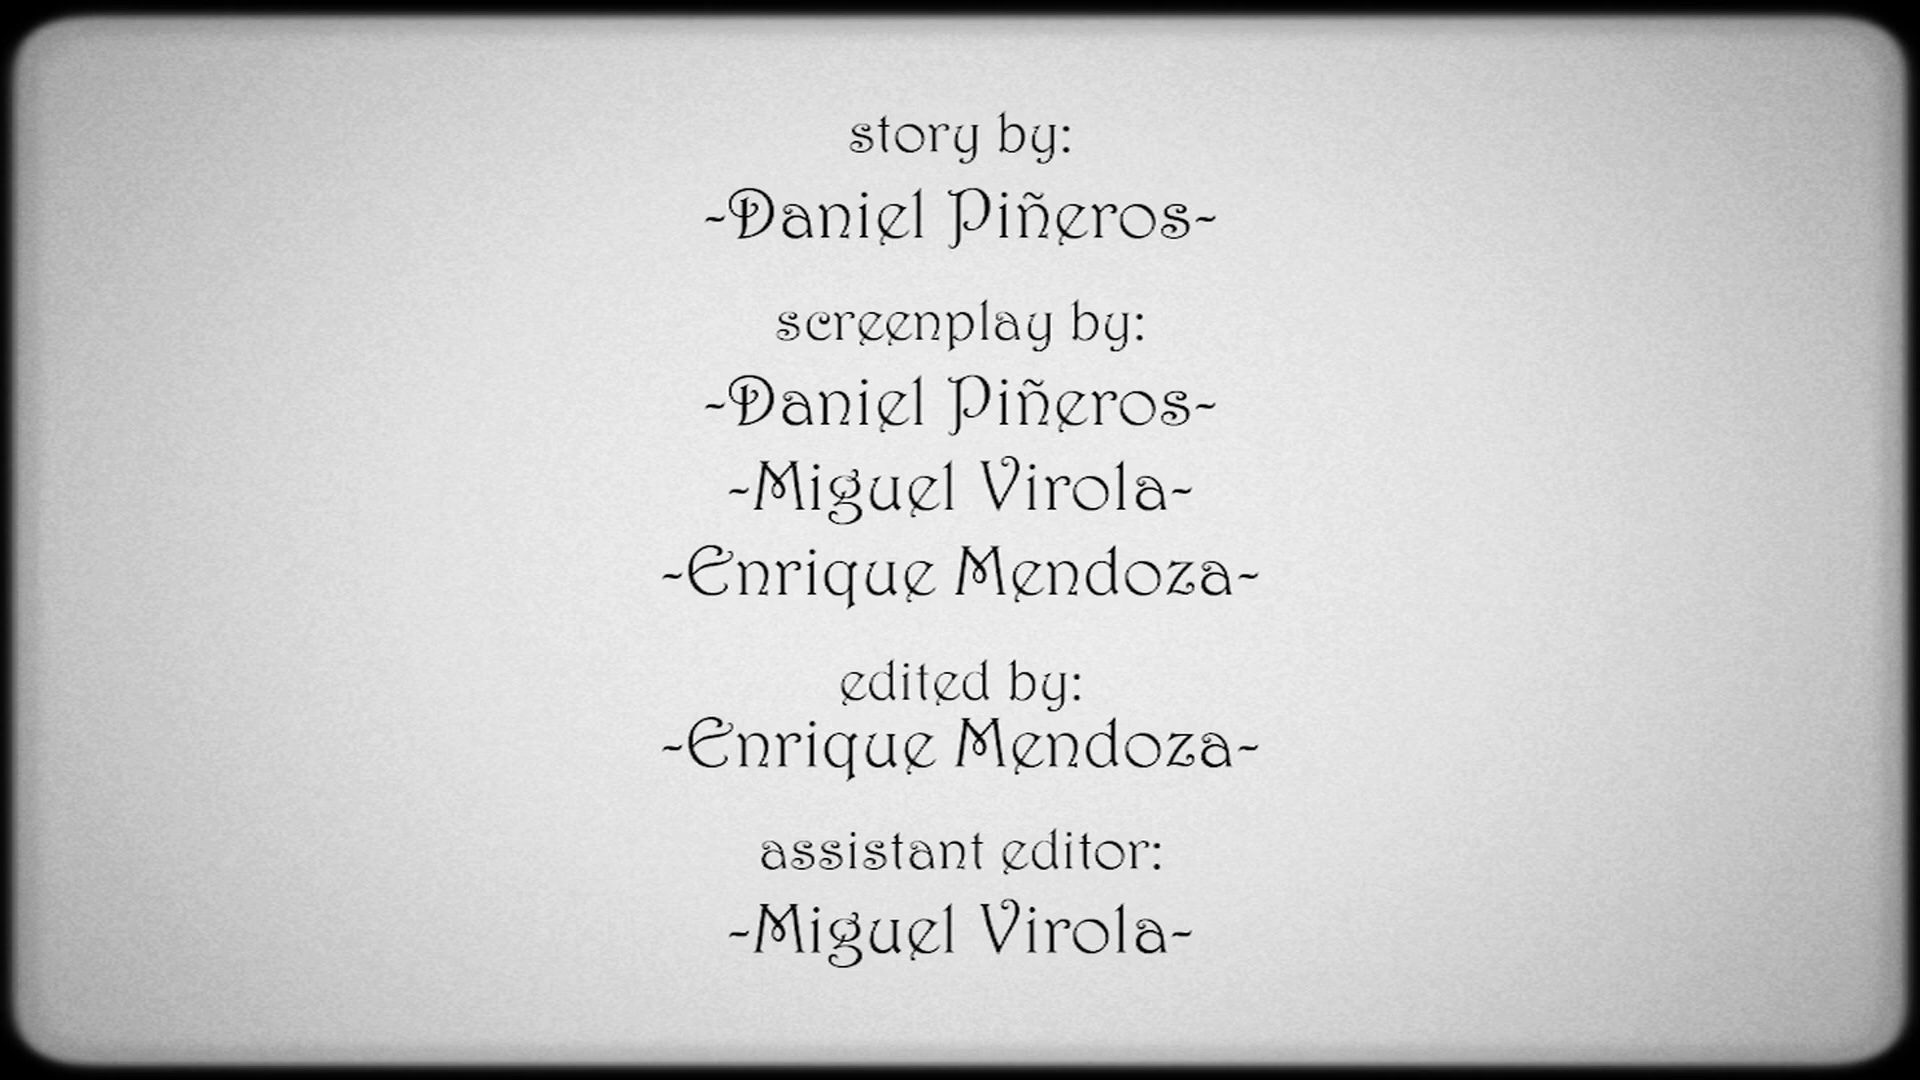 story by:
-Daniel Piñeros-
screenplay by:
-Daniel Piñeros-
-Miguel Virola-
-Enrique Mendoza-
edited by:
-Enrique Mendoza-
assistant editor:
-Miguel Virola-